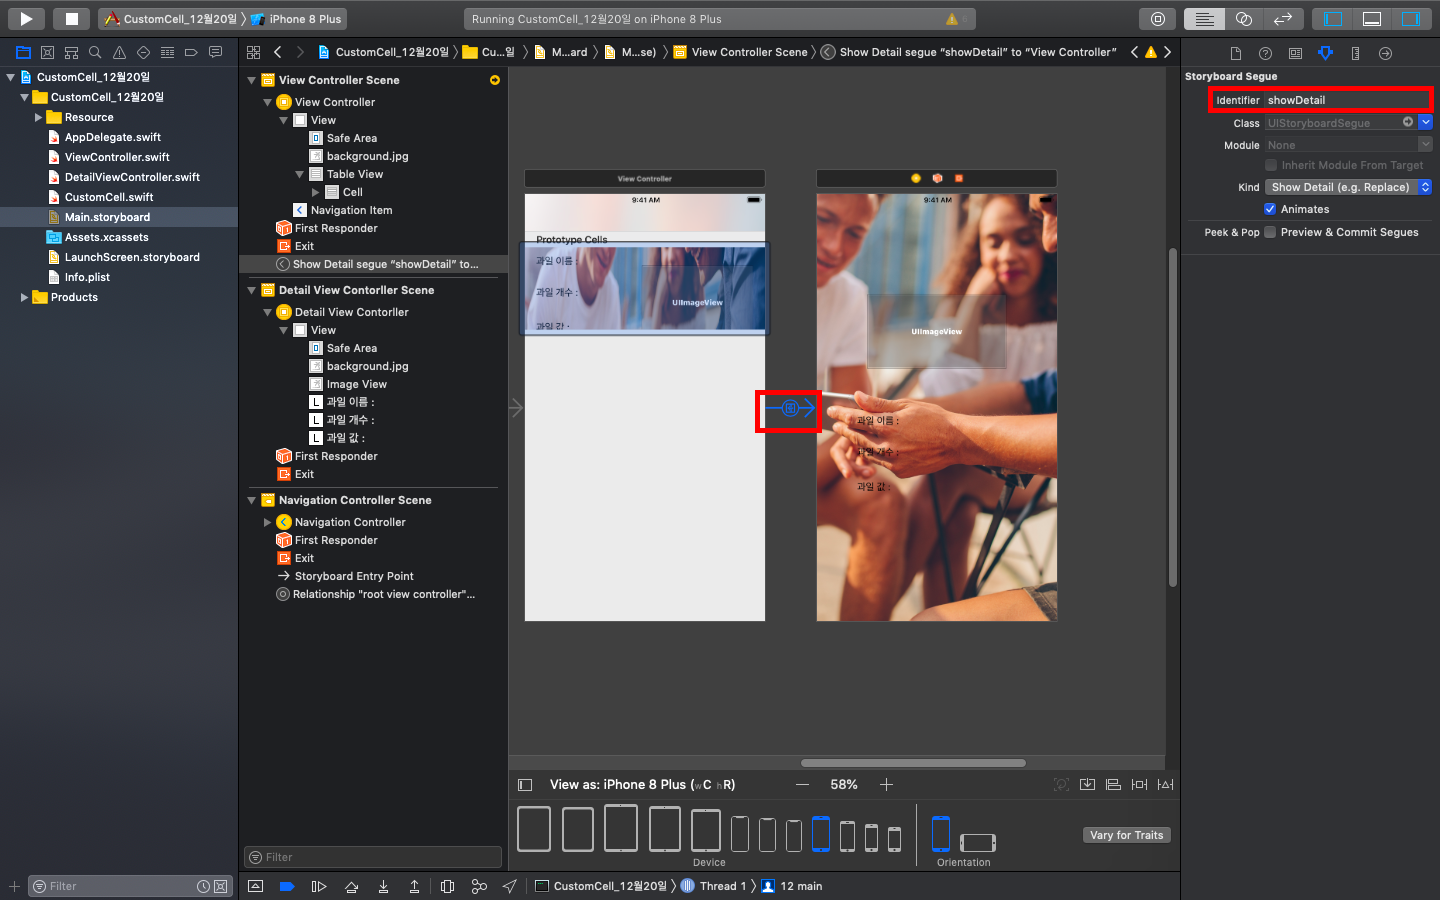 CustomCell_12월20일 〉 iPhone 8 Plus
Running CustomCell_12월20일 on iPhone 8 Plus
CustomCell_12월20일 〉 Cu...일 〉 M...ard 〉 M...se) 〉 View Controller Scene 〉 Show Detail segue “showDetail” to “View Controller”
CustomCell_12월20일
CustomCell_12월20일
Resource
AppDelegate.swift
ViewController.swift
DetailViewController.swift
CustomCell.swift
Main.storyboard
Assets.xcassets
LaunchScreen.storyboard
Info.plist
Products
Filter
View Controller Scene
View Controller
View
Safe Area
background.jpg
Table View
Cell
Navigation Item
First Responder
Exit
Show Detail segue “showDetail” to...
Detail View Contorller Scene
Detail View Contorller
View
Safe Area
background.jpg
Image View
L 과일 이름 :
L 과일 개수 :
L 과일 값 :
First Responder
Exit
Navigation Controller Scene
Navigation Controller
First Responder
Exit
Storyboard Entry Point
Relationship "root view controller"...
Filter
View Controller
9:41 AM
Prototype Cells
과일 이름 :
과일 개수 :
UIImageView
과일 값 :
9:41 AM
UIImageView
과일 이름 :
과일 개수 :
과일 값 :
View as: iPhone 8 Plus (wC hR)
58%
Device
Orientation
Vary for Traits
CustomCell_12월20일 〉 Thread 1 〉 12 main
Storyboard Segue
Identifier showDetail
Class UIStoryboardSegue
Module None
Inherit Module From Target
Kind Show Detail (e.g. Replace)
Animates
Peek & Pop Preview & Commit Segues